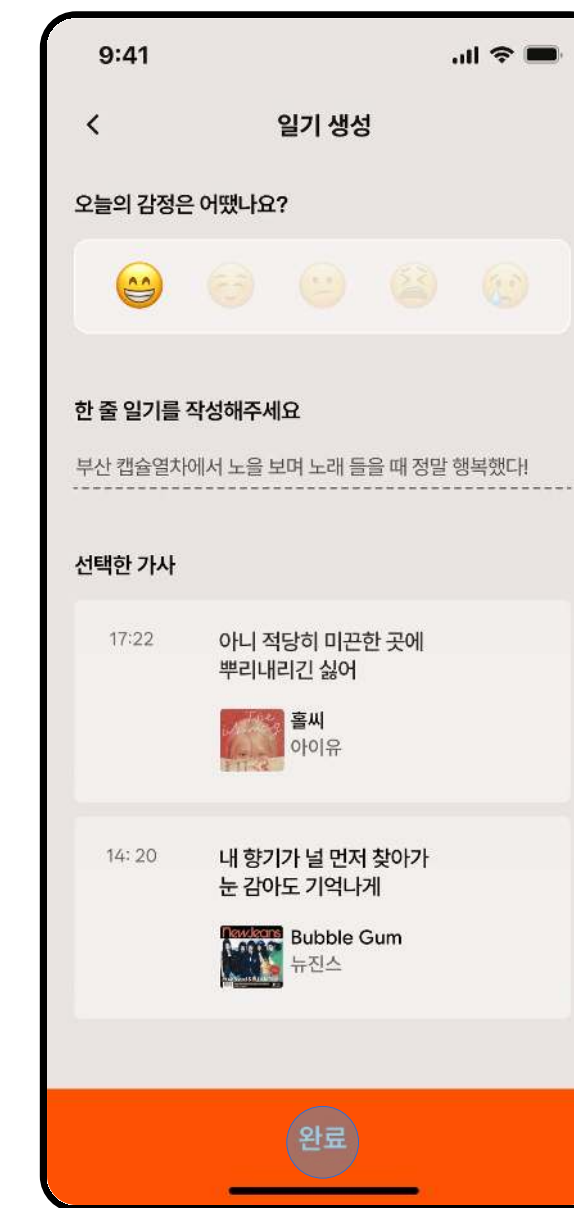 9:41
일기 생성
오늘의 감정은 어땠나요?
한 줄 일기를 작성해주세요
부산 캡슐열차에서 노을 보며 노래 들을 때 정말 행복했다!
선택한 가사
17:22
아니 적당히 미끈한 곳에
뿌리내리긴 싫어
홀씨
아이유
14: 20
내 향기가 널 먼저 찾아가
눈 감아도 기억나게
NewJeans
Bubble Gum
뉴진스
완료